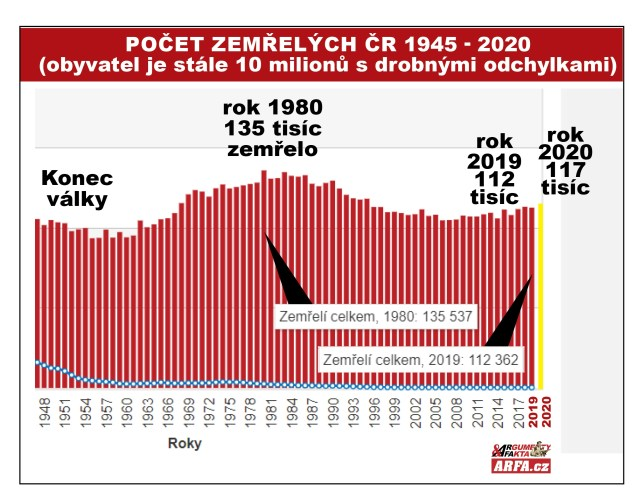 POČET ZEMŘELÝCH ČR 1945 - 2020
(obyvatel je stále 10 milionů s drobnými odchylkami)
rok 1980
135 tisíc
zemřelo
Konec
války
rok
2019
112
tisíc
rok
2020
117
tisíc
Zemřelí celkem, 1980: 135 537
Zemřelí celkem, 2019: 112 362
1948 1951 1954 1957 1960 1963 1966 1969 1972 1975 1978 1981 1984 1987 1990 1993 1996 1999 2002 2005 2008 2011 2014 2017 2019 2020
Roky
&ARGUMENTY
FAKTA
ARFA.cz